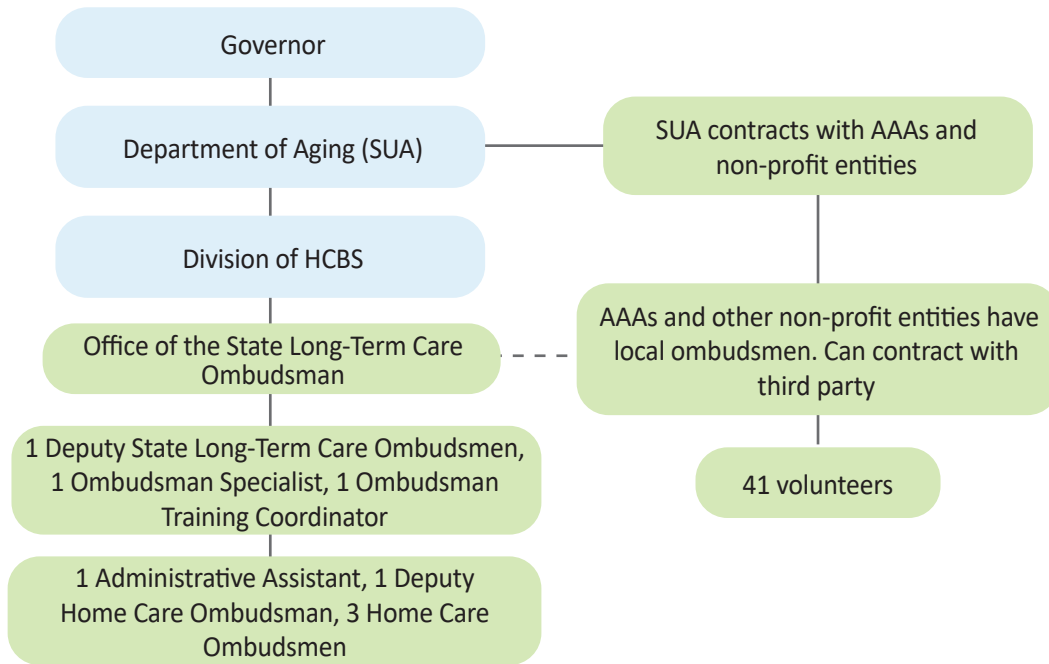 Governor
Department of Aging (SUA)
SUA contracts with AAAs and
non-profit entities
Division of HCBS
Office of the State Long-Term Care
Ombudsman
AAAs and other non-profit entities have
local ombudsmen. Can contract with
third party
1 Deputy State Long-Term Care Ombudsmen,
1 Ombudsman Specialist, 1 Ombudsman
Training Coordinator
41 volunteers
1 Administrative Assistant, 1 Deputy
Home Care Ombudsman, 3 Home Care
Ombudsmen